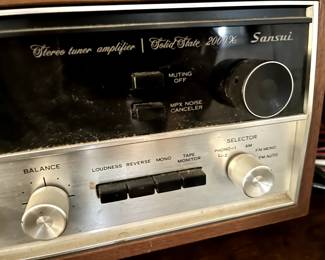 Stereo tuner amplifier | Solid State 2000X
Sansui
MUTING
OFF
MPX NOISE
CANCELER
SELECTOR
BALANCE
LOUDNESS REVERSE MONO TAPE
MONITOR
PHONO-1
AM
FM MONO
FM AUTO